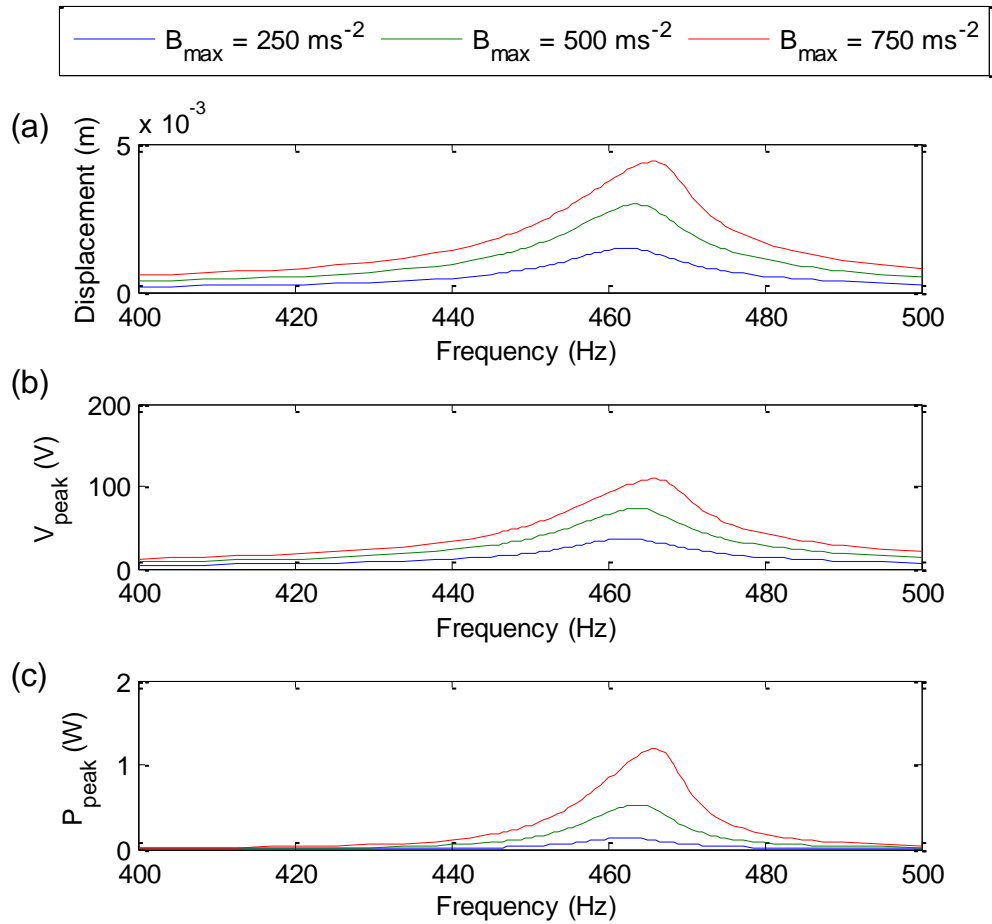 B_max = 250 ms^-2 B_max = 500 ms^-2 B_max = 750 ms^-2
(a)
x 10^-3
Displacement (m)
5
0
400 420 440 460 480 500
Frequency (Hz)
(b)
V_peak (V)
200
100
0
400 420 440 460 480 500
Frequency (Hz)
(c)
P_peak (W)
2
1
0
400 420 440 460 480 500
Frequency (Hz)